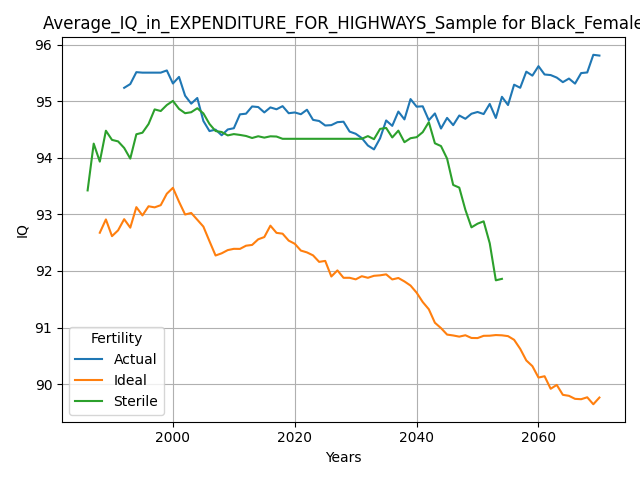 Average_IQ_in_EXPENDITURE_FOR_HIGHWAYS_Sample for Black_Female
96
95
94
93
92
91
90
IQ
Fertility
Actual
Ideal
Sterile
2000 2020 2040 2060
Years